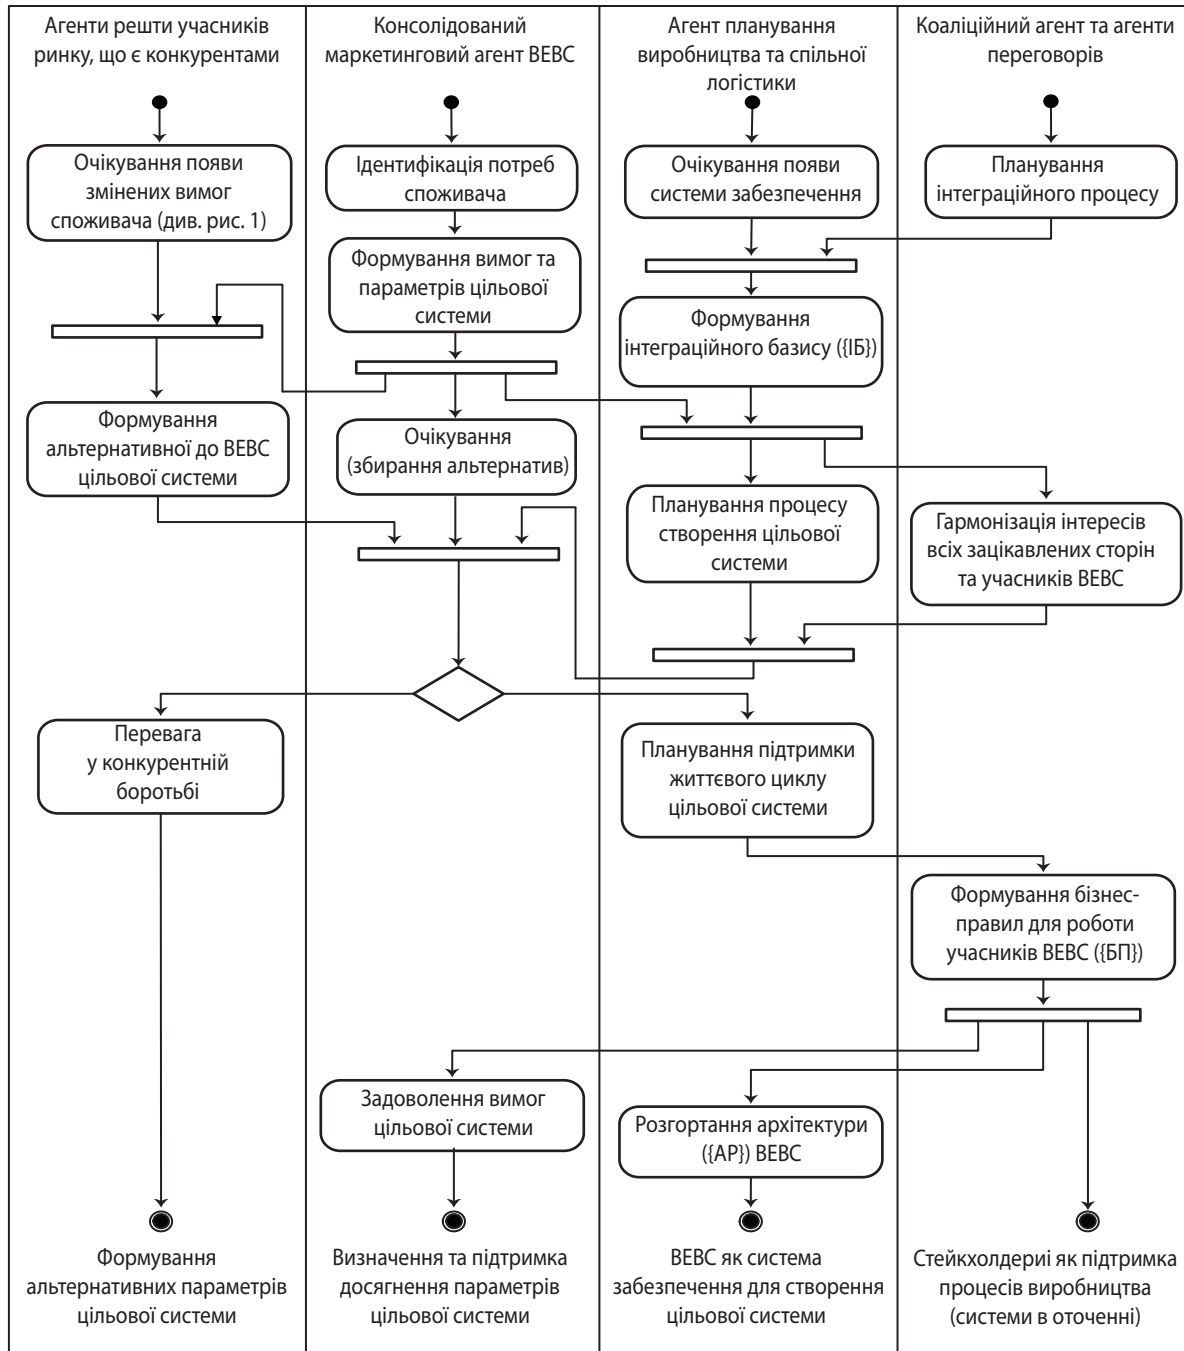 Агенти решти учасників
ринку, що є конкурентами
Консолідований
маркетинговий агент ВЕВС
Агент планування
виробництва та спільної
логістики
Коаліційний агент та агенти
переговорів
Очікування появи
змінених вимог
споживача (див. рис. 1)
Ідентифікація потреб
споживача
Очікування появи
системи забезпечення
Планування
інтеграційного процесу
Формування вимог та
параметрів цільової
системи
Формування
інтеграційного базису ({ІБ})
Формування
альтернативної до ВЕВС
цільової системи
Очікування
(збирання альтернатив)
Планування процесу
створення цільової
системи
Гармонізація інтересів
всіх зацікавлених сторін
та учасників ВЕВС
Перевага
у конкурентній
боротьбі
Планування підтримки
життєвого циклу
цільової системи
Формування бізнес-
правил для роботи
учасників ВЕВС ({БП})
Задоволення вимог
цільової системи
Розгортання архітектури
({АР}) ВЕВС
Формування
альтернативних параметрів
цільової системи
Визначення та підтримка
досягнення параметрів
цільової системи
ВЕВС як система
забезпечення для створення
цільової системи
Стейкхолдериі як підтримка
процесів виробництва
(системи в оточенні)